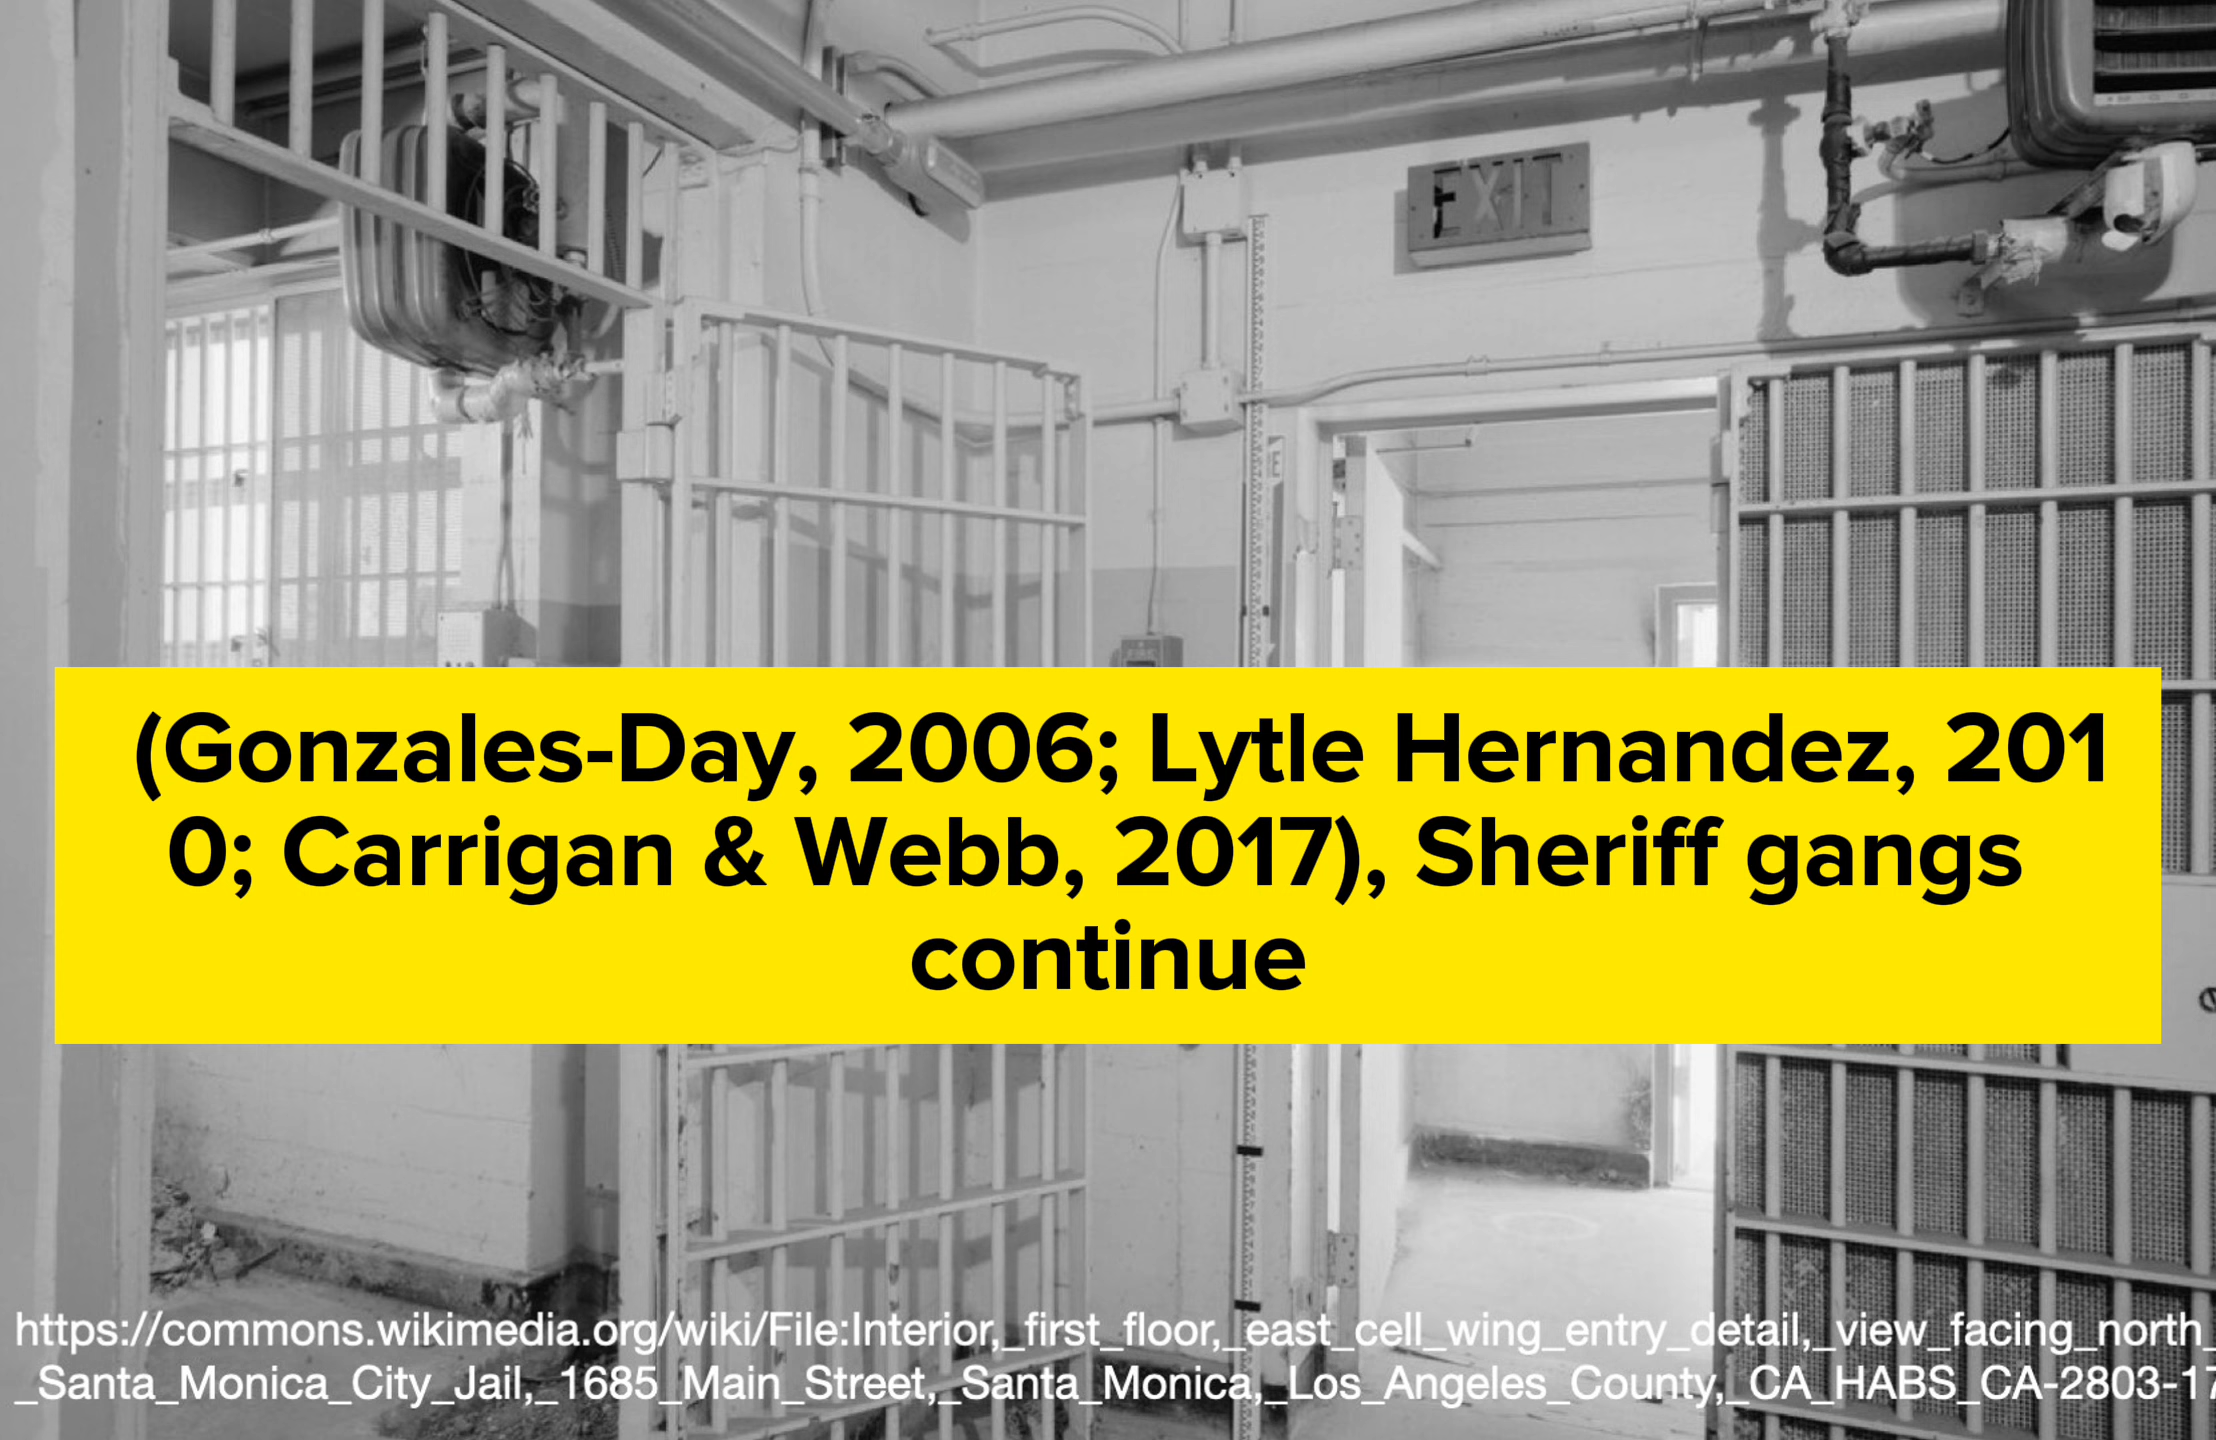 EXIT
(Gonzales-Day, 2006; Lytle Hernandez, 201
0; Carrigan & Webb, 2017), Sheriff gangs
continue
https://commons.wikimedia.org/wiki/File:Interior,_first_floor,_east_cell_wing_entry_detail,_view_facing_north_
_Santa_Monica_City_Jail,_1685_Main_Street,_Santa_Monica,_Los_Angeles_County,_CA_HABS_CA-2803-17